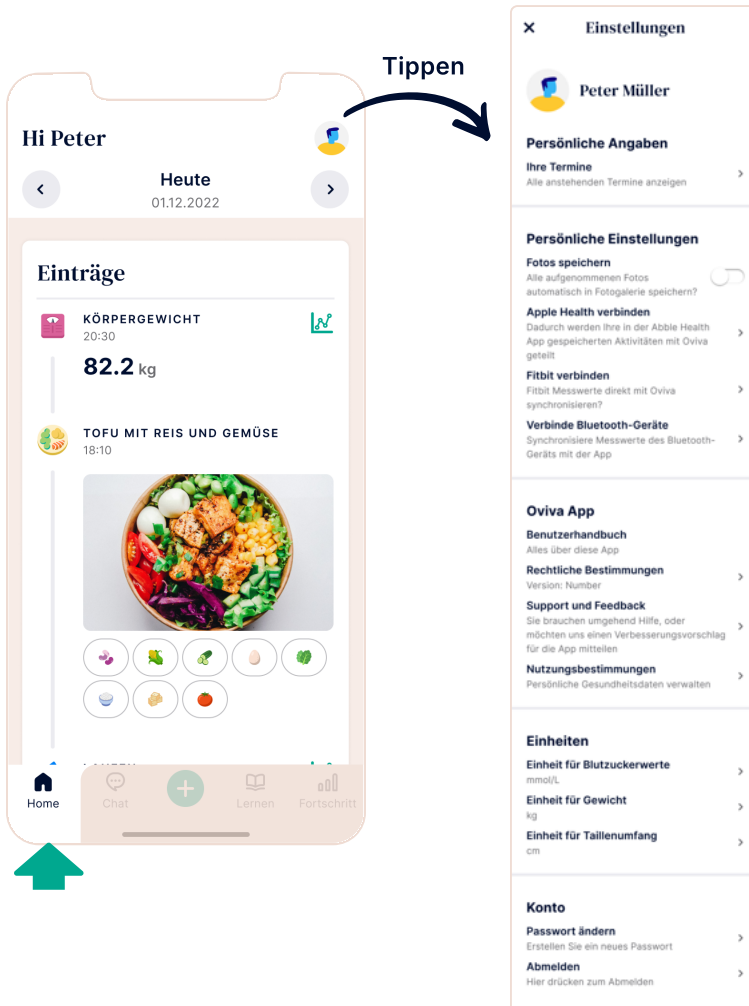 Tippen
Hi Peter
Heute
01.12.2022
Einträge
KÖRPERGEWICHT
20:30
82.2 kg
TOFU MIT REIS UND GEMÜSE
18:10
Home
Chat
Lernen
Fortschritt
Einstellungen
Peter Müller
Persönliche Angaben
Ihre Termine
Alle anstehenden Termine anzeigen
Persönliche Einstellungen
Fotos speichern
Alle aufgenommenen Fotos
automatisch in Fotogalerie speichern?
Apple Health verbinden
Dadurch werden Ihre in der Abbie Health
App gespeicherten Aktivitäten mit Oviva
geteilt
Fitbit verbinden
Fitbit Messwerte direkt mit Oviva
synchronisieren?
Verbinde Bluetooth-Geräte
Synchronisiere Messwerte des Bluetooth-
Geräts mit der App
Oviva App
Benutzerhandbuch
Alles über diese App
Rechtliche Bestimmungen
Version: Number
Support und Feedback
Sie brauchen umgehend Hilfe, oder
möchten uns einen Verbesserungsvorschlag
für die App mitteilen
Nutzungsbestimmungen
Persönliche Gesundheitsdaten verwalten
Einheiten
Einheit für Blutzuckerwerte
mmol/L
Einheit für Gewicht
kg
Einheit für Taillenumfang
cm
Konto
Passwort ändern
Erstellen Sie ein neues Passwort
Abmelden
Hier drücken zum Abmelden